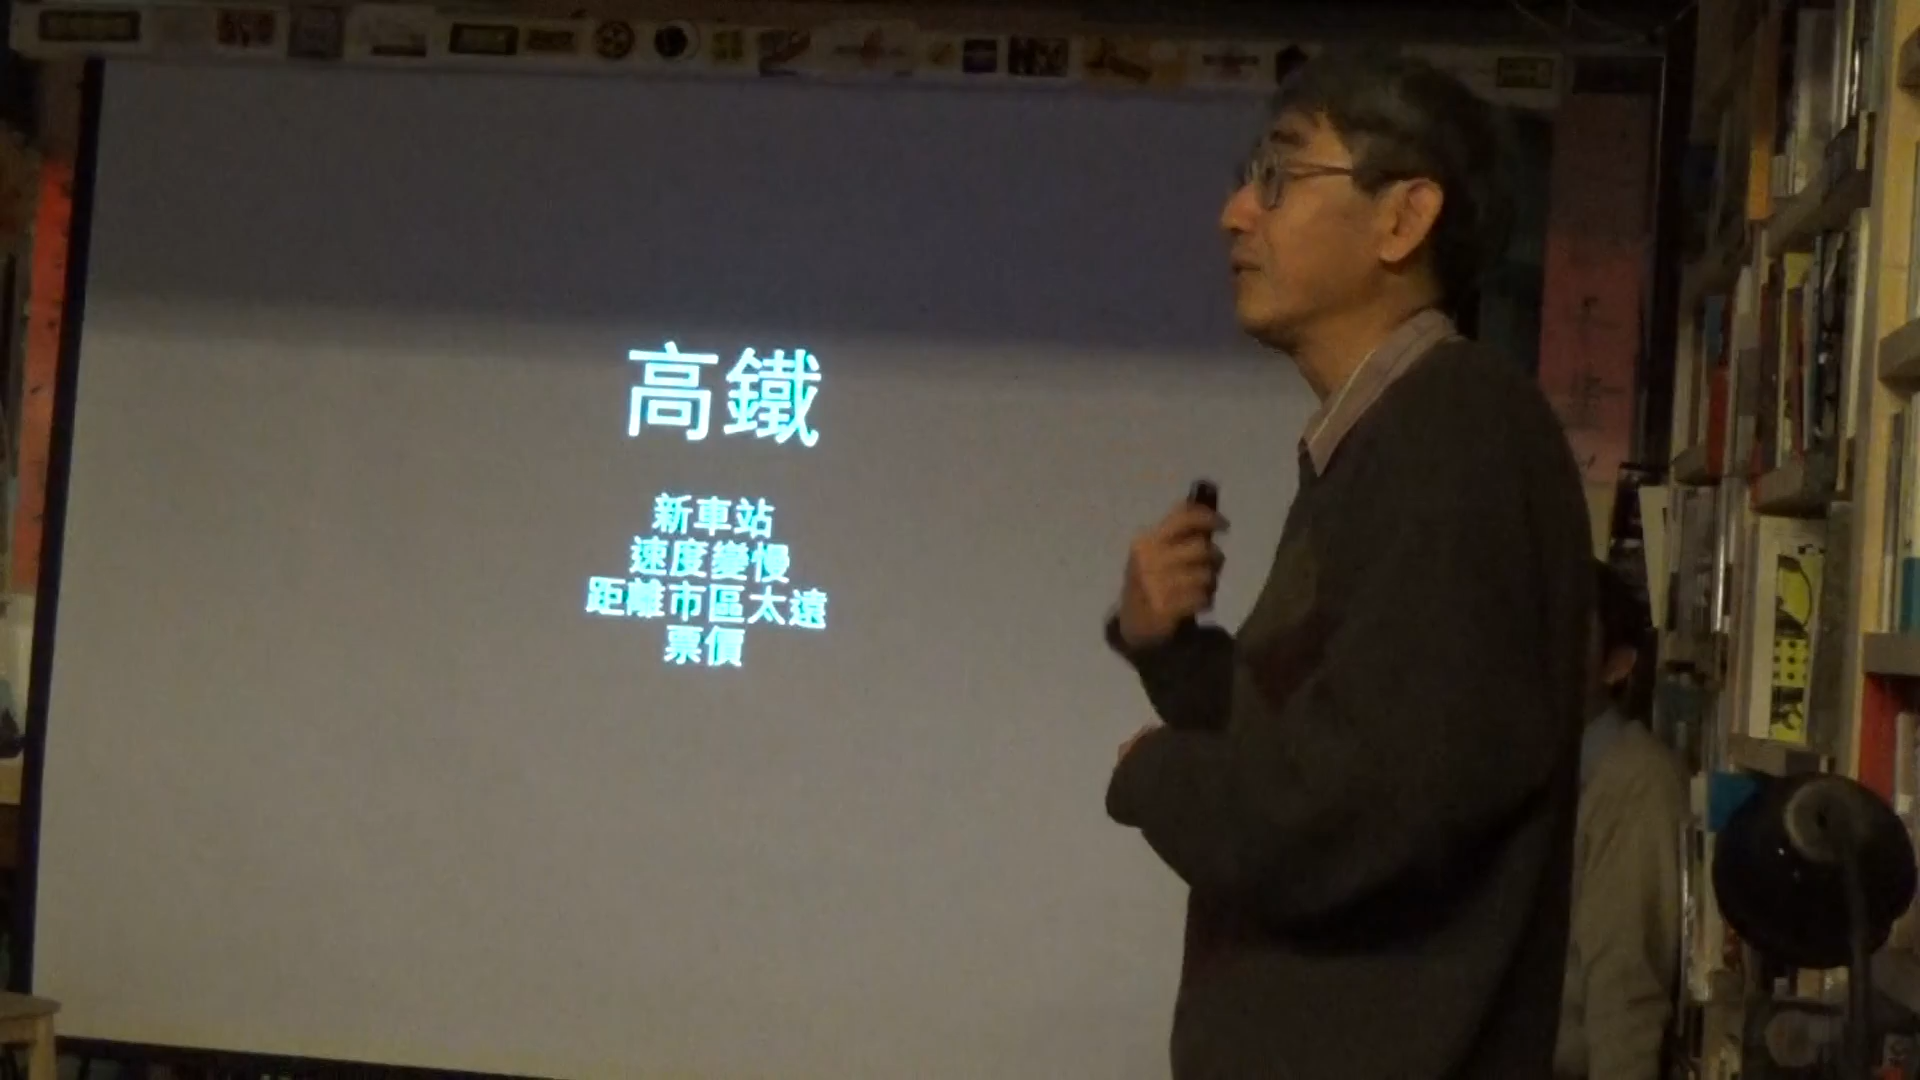 高鐵
新車站
速度變慢
距離市區太遠
票價